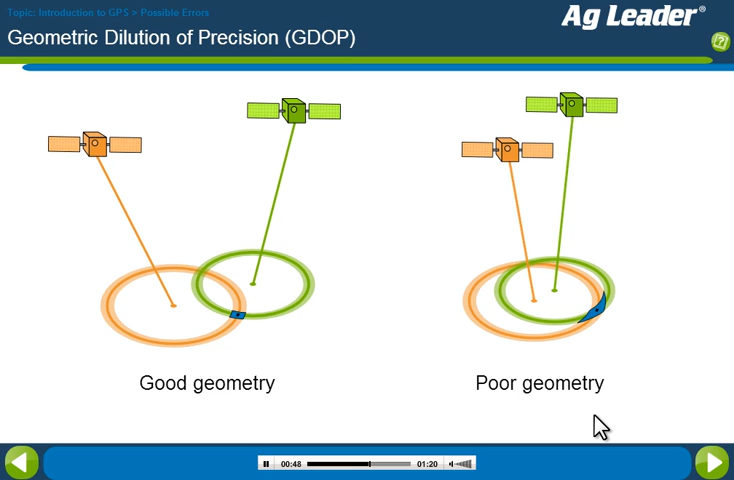 Topic: Introduction to GPS > Possible Errors
Geometric Dilution of Precision (GDOP)
Ag Leader®
?
Good geometry
Poor geometry
00:48
01:20